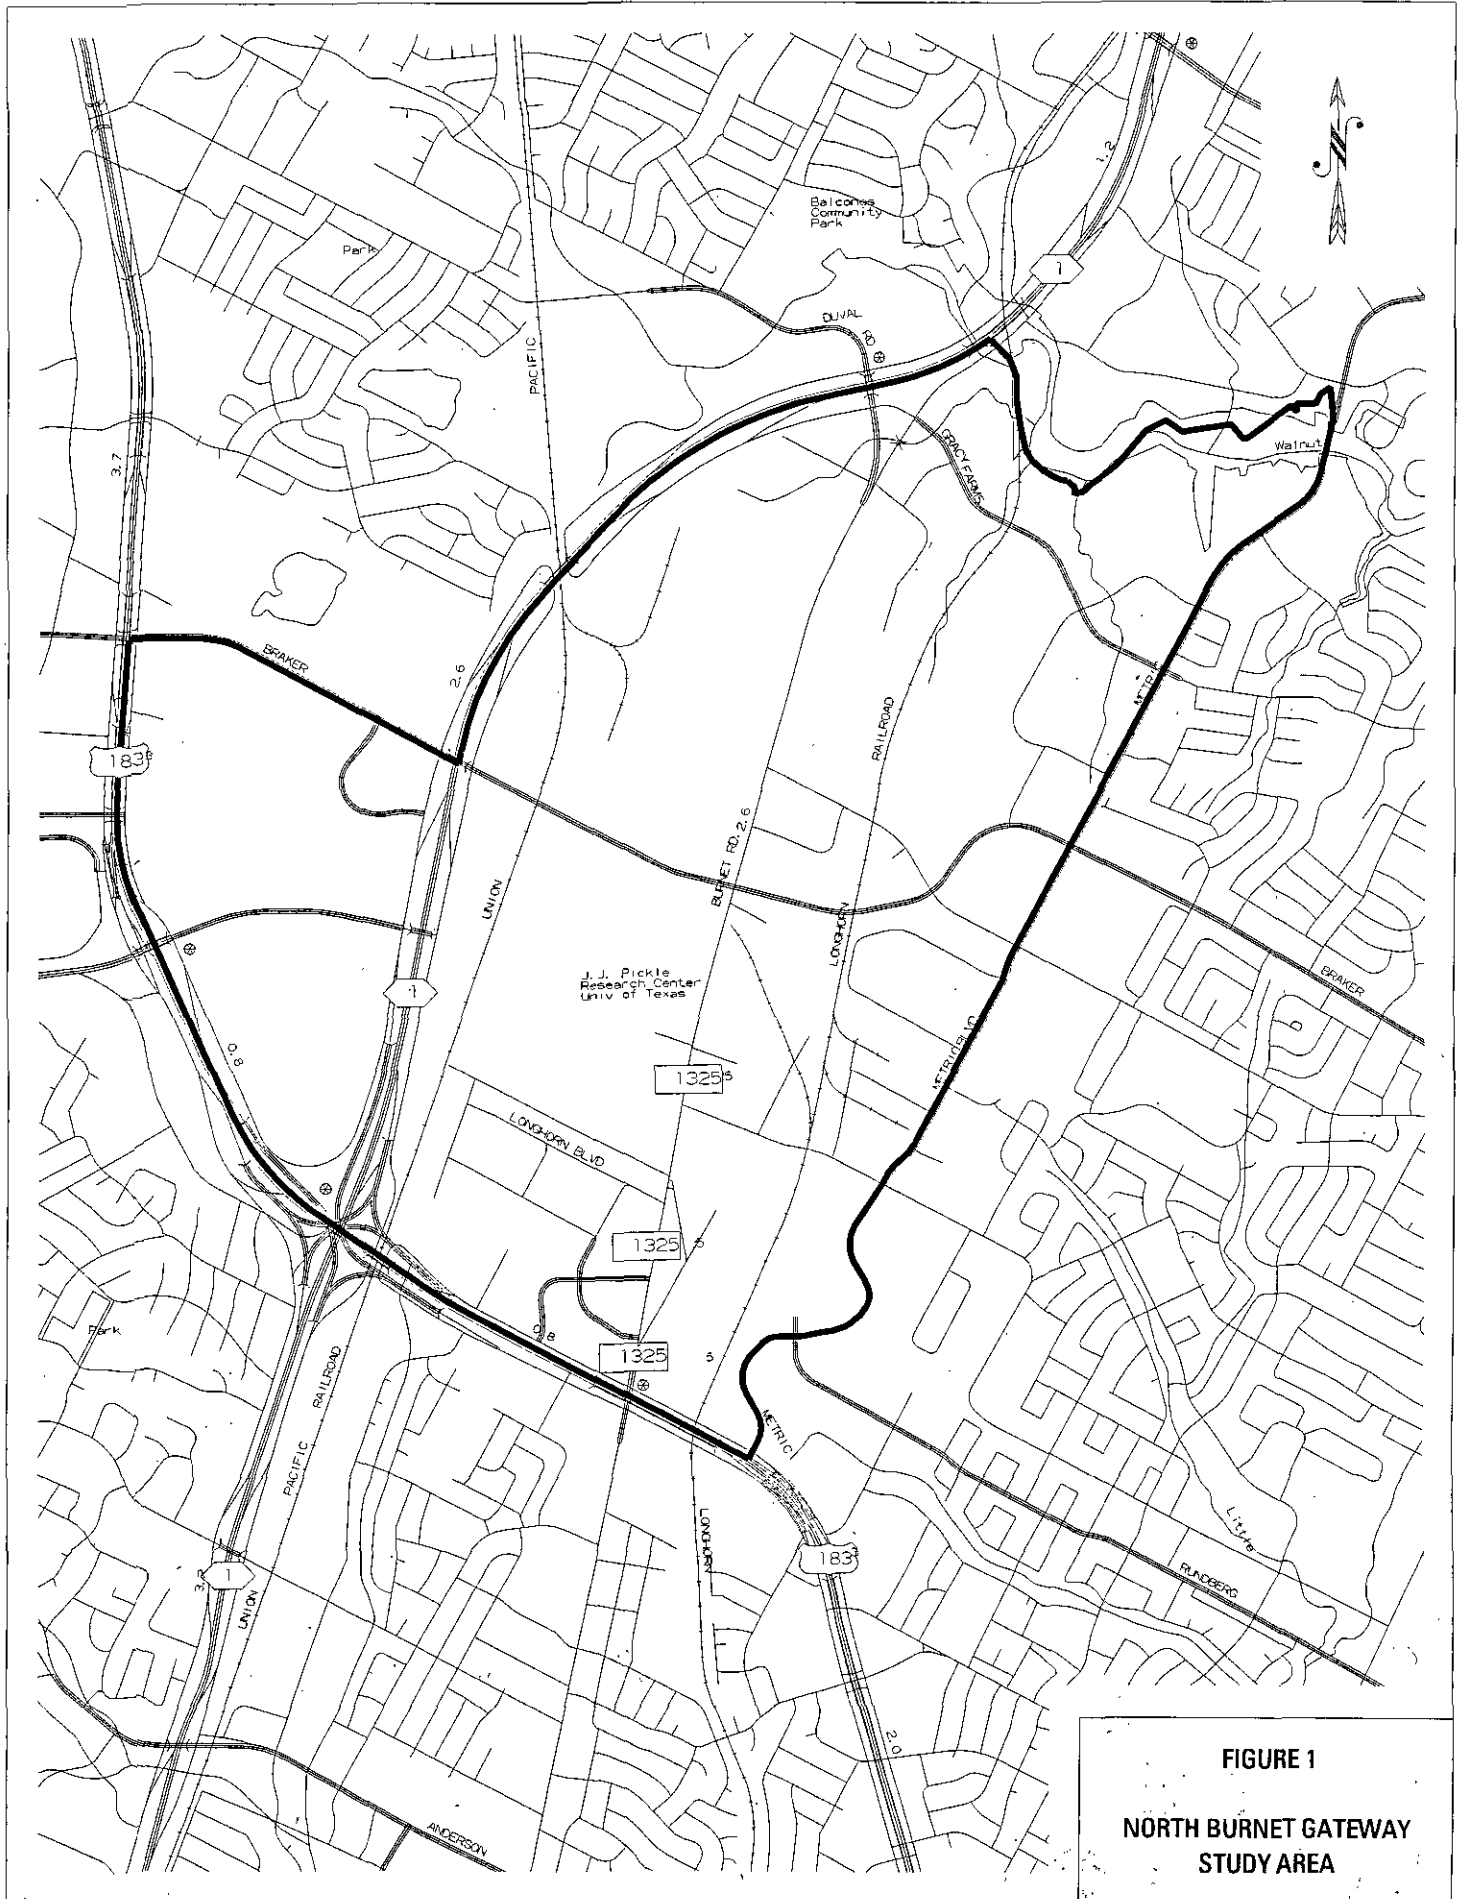 1.2
Balcones
Community
Park
Park
1
DUVAL
RD
PACIFIC
3.7
Walnut
GRACY FARMS
BRAKER
2.6
METRIC
183
RAILROAD
BURNET RD. 2.6
UNION
LONGHORN
J.J. Pickle
Research Center
Univ of Texas
1
BRAKER
METRIC BLVD
0.8
1325
LONGHORN BLVD
1325
Park
0.8
1325
5
RAILROAD
METRIC
PACIFIC
LONGHORN
Little
183
RUNDBERG
1
UNION
2.0
ANDERSON
FIGURE 1
NORTH BURNET GATEWAY
STUDY AREA